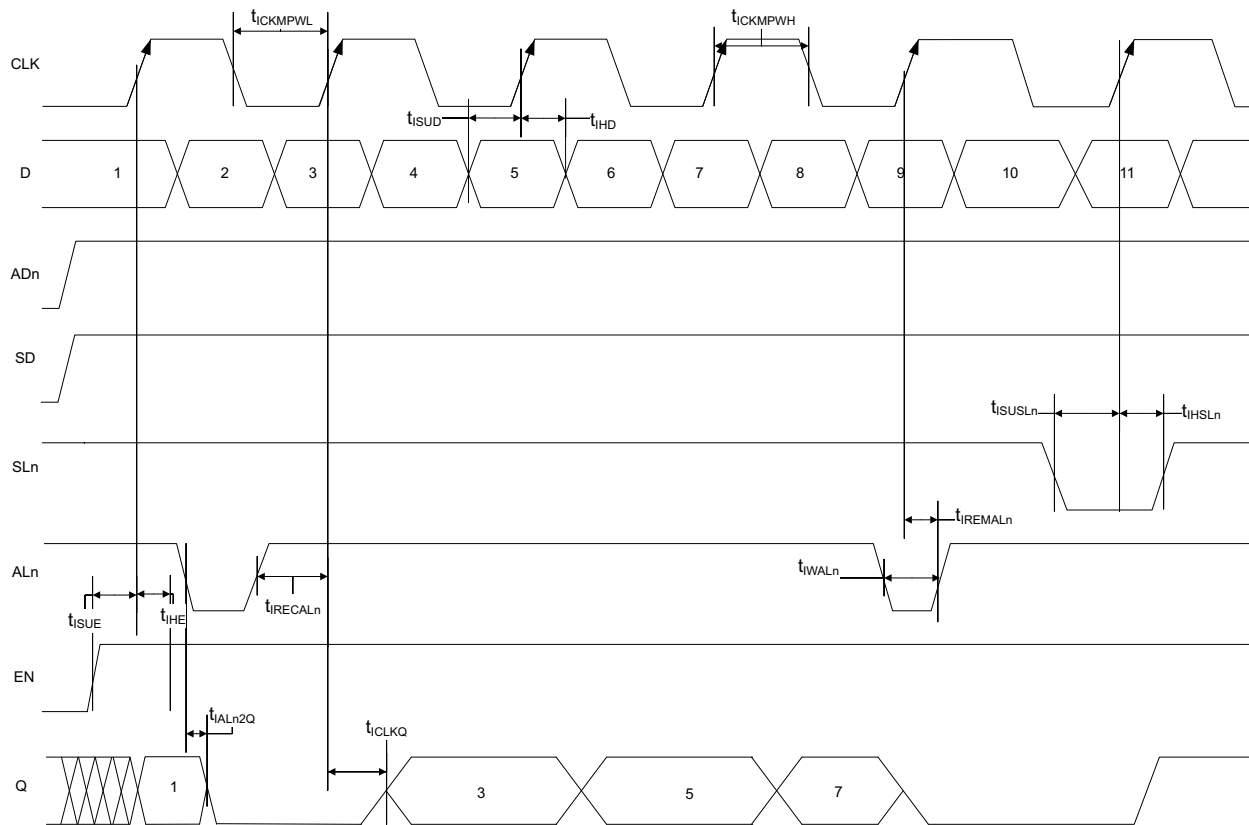 tICKMPWL
tICKMPWH
CLK
tISUD
tIHD
D
1
2
3
4
5
6
7
8
9
10
11
ADn
SD
tISUSLn
tIHSLn
SLn
tIREMALn
ALn
tIWALn
tISUE
tIHE
tIRECALn
EN
tIALn2Q
tICLKQ
Q
1
3
5
7